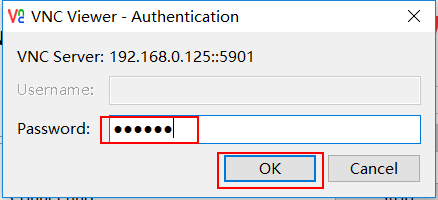 VNC Viewer - Authentication
VNC Server: 192.168.0.125::5901
Username:
Password: ●●●●●●
OK Cancel